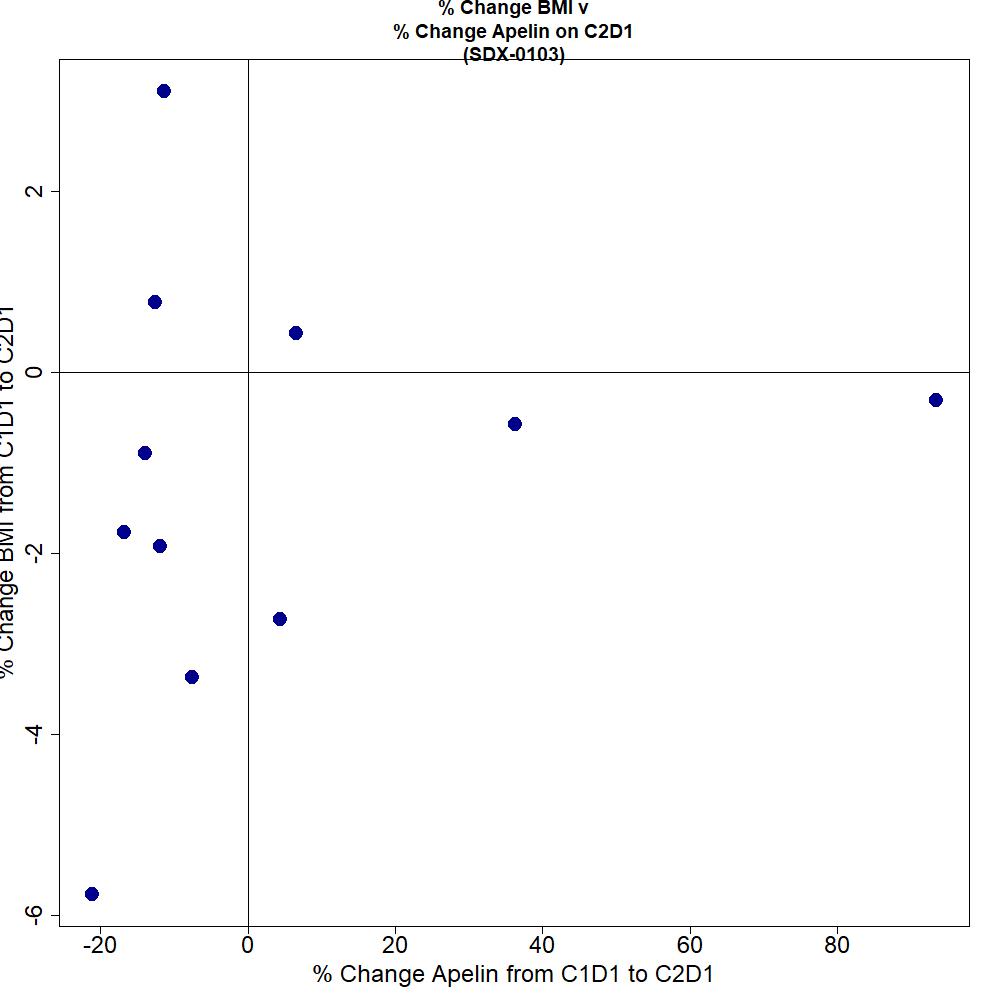 % Change BMI v
% Change Apelin on C2D1
(SDX-0103)
% Change BMI from C1D1 to C2D1
2
0
-2
-4
-6
-20 0 20 40 60 80
% Change Apelin from C1D1 to C2D1